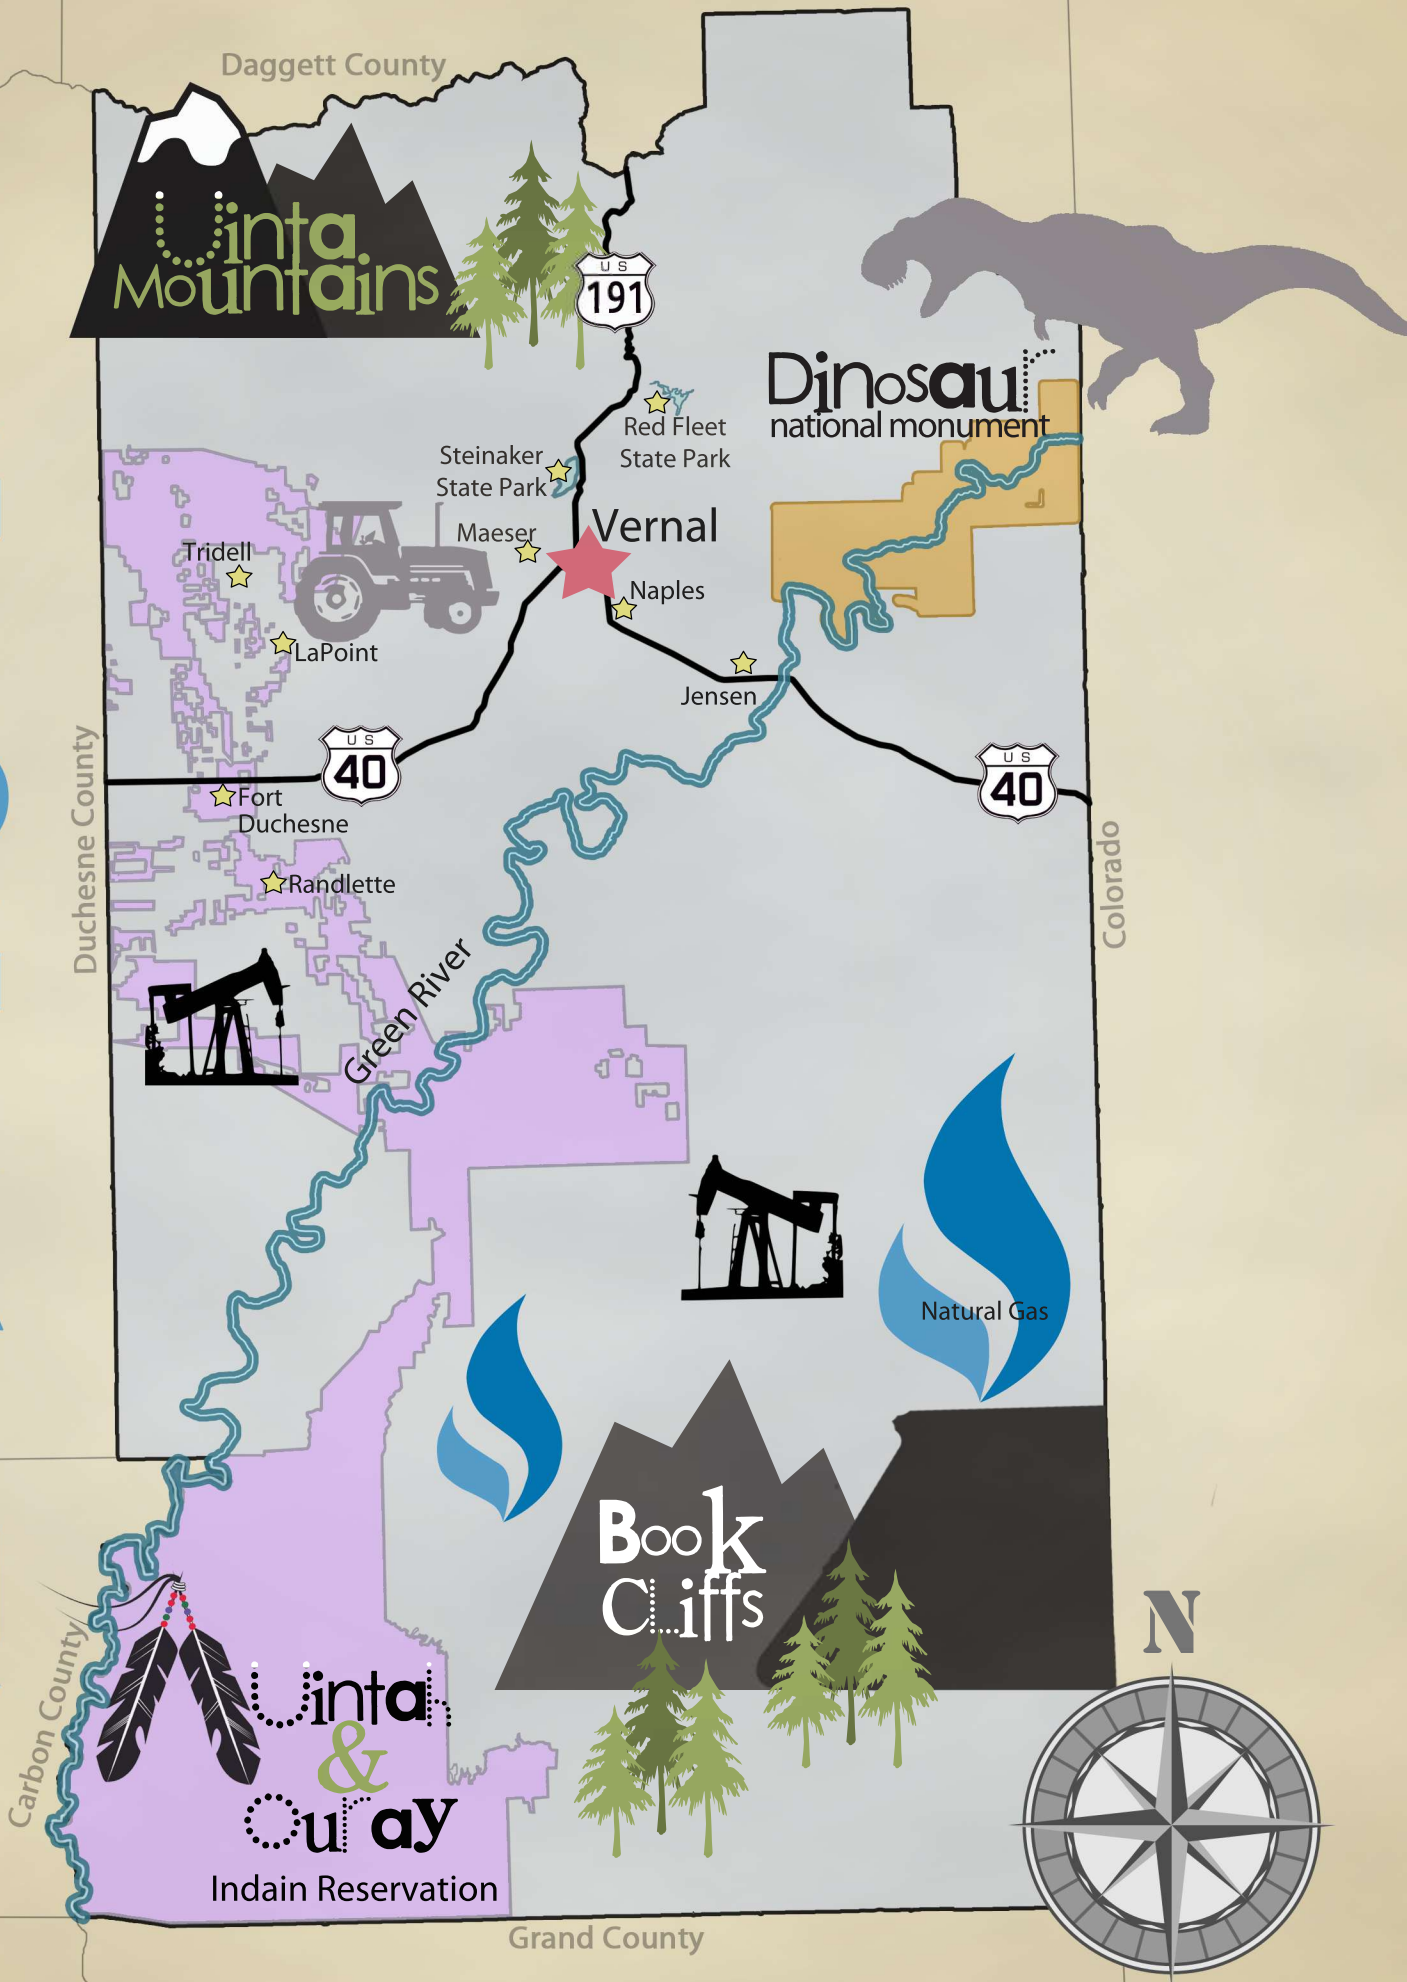 Daggett County
Uinta
Mountains
US
191
Dinosaur
national monument
Red Fleet
State Park
Steinaker
State Park
Vernal
Maeser
Tridell
Naples
LaPoint
Jensen
US
40
US
40
Fort
Duchesne
Duchesne County
Colorado
Randlette
Green River
Natural Gas
Book
Cliffs
N
Carbon County
Uintah
&
Ouray
Indain Reservation
Grand County